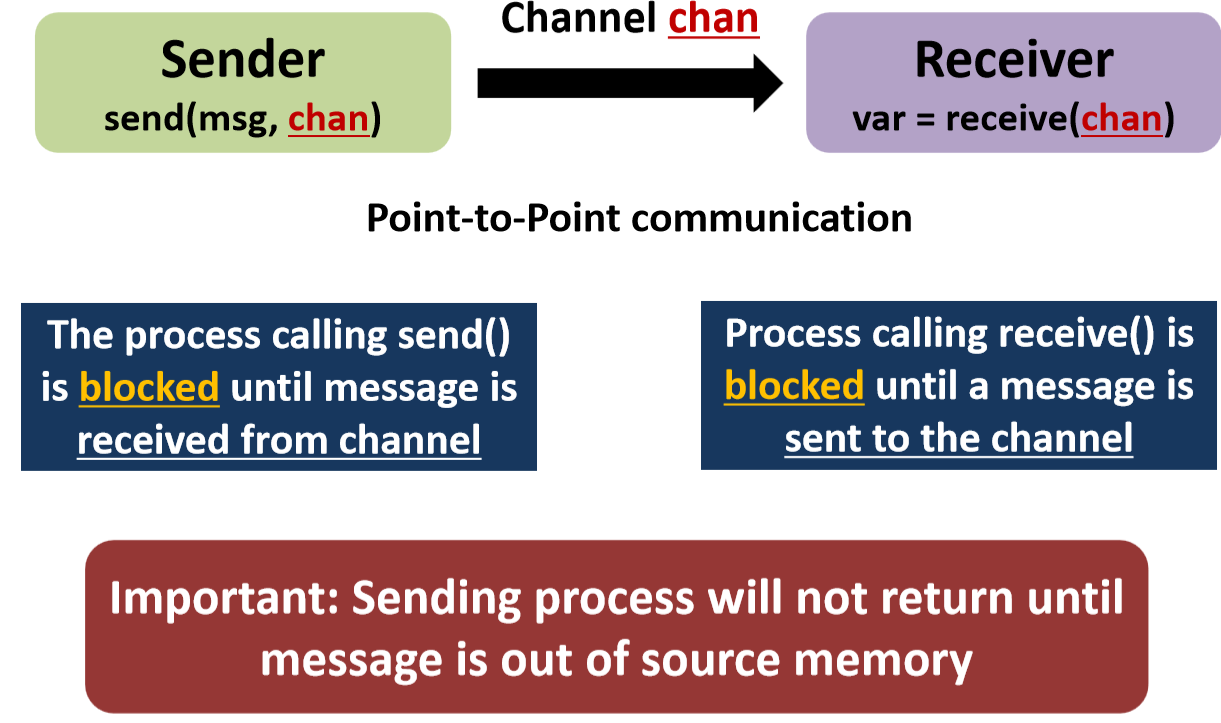 Channel chan
Sender
send(msg, chan)
Receiver
var = receive(chan)
Point-to-Point communication
The process calling send()
is blocked until message is
received from channel
Process calling receive() is
blocked until a message is
sent to the channel
Important: Sending process will not return until
message is out of source memory